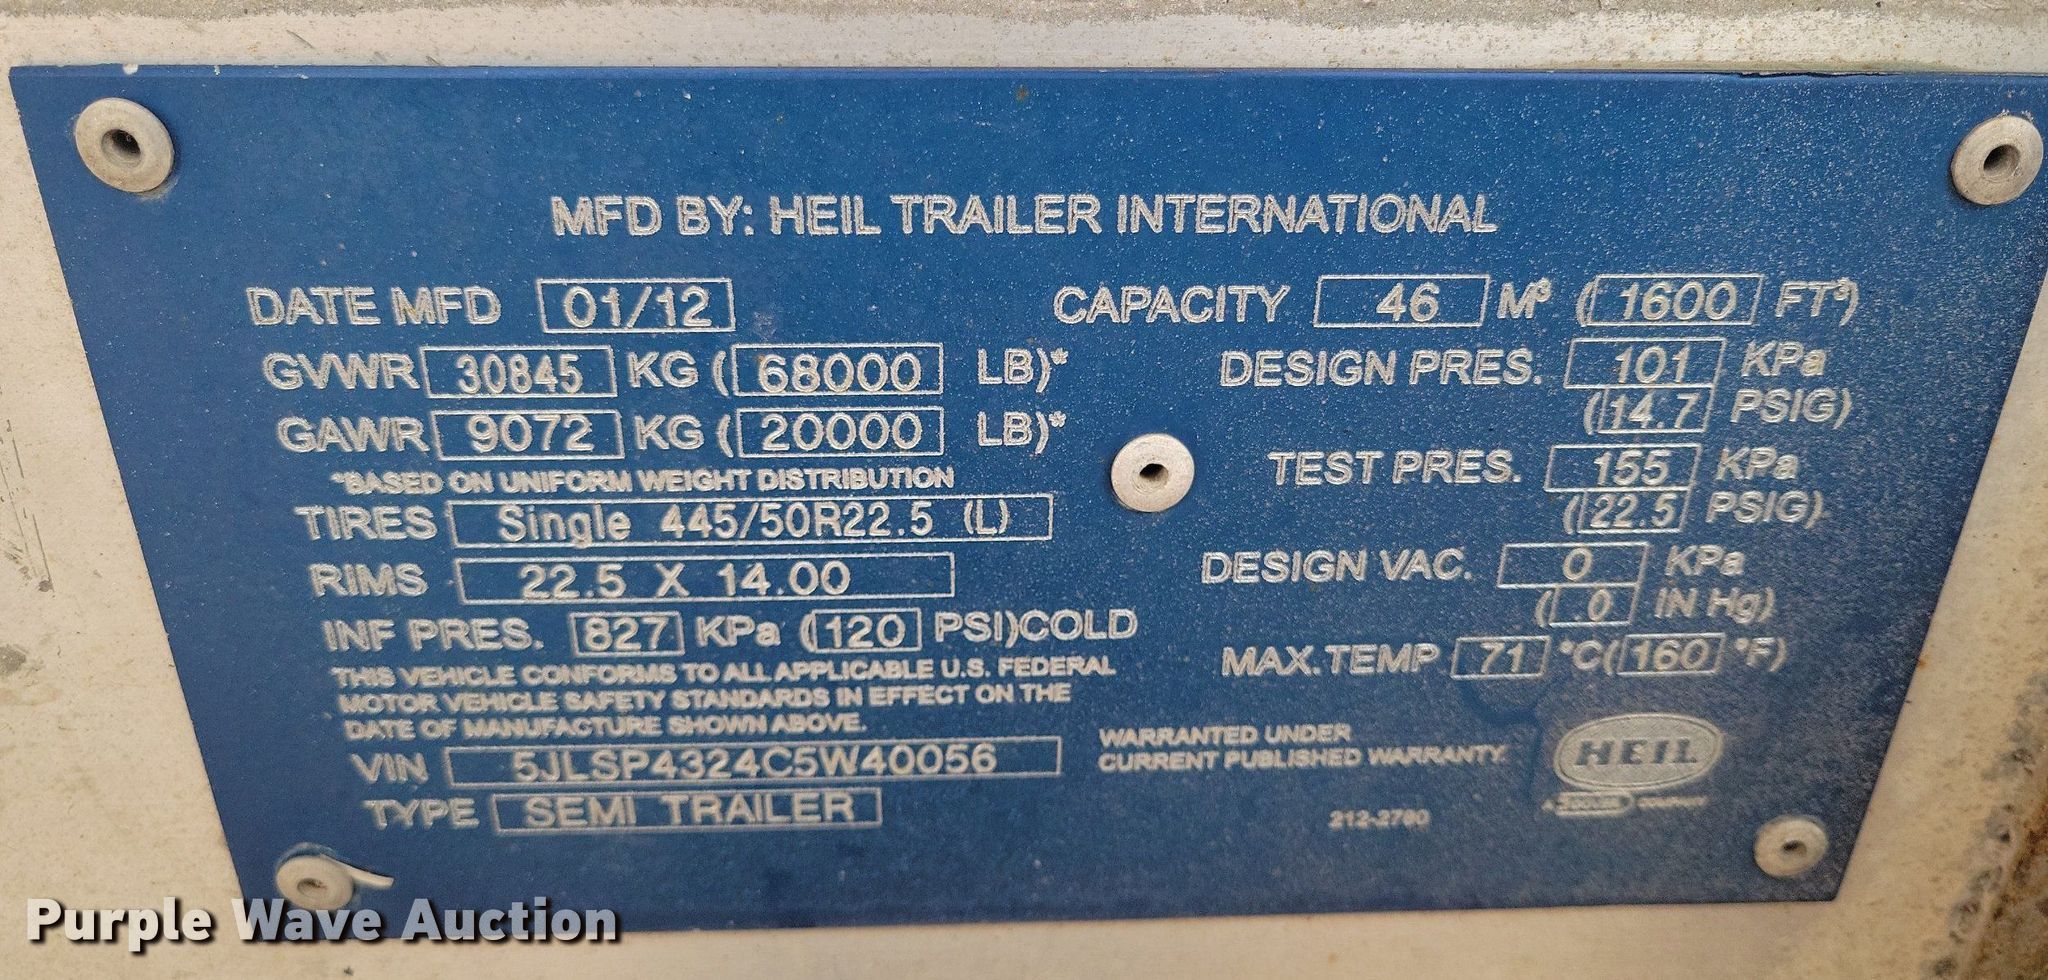 MFD BY: HEIL TRAILER INTERNATIONAL
DATE MFD 01/12
GVWR 30845 KG (68000 LB)*
GAWR 9072 KG (20000 LB)*
*BASED ON UNIFORM WEIGHT DISTRIBUTION
TIRES Single 445/50R22.5 (L)
RIMS 22.5 X 14.00
INF PRES. 827 KPa (120 PSI)COLD
THIS VEHICLE CONFORMS TO ALL APPLICABLE U.S. FEDERAL
MOTOR VEHICLE SAFETY STANDARDS IN EFFECT ON THE
DATE OF MANUFACTURE SHOWN ABOVE.
VIN 5JLSP4324C5W40056
TYPE SEMI TRAILER
CAPACITY 46 M³ (1600 FT³)
DESIGN PRES. 101 KPa
(14.7 PSIG)
TEST PRES. 155 KPa
(22.5 PSIG)
DESIGN VAC. 0 KPa
(.0 IN Hg)
MAX. TEMP 71 °C(160 °F)
WARRANTED UNDER
CURRENT PUBLISHED WARRANTY.
HEIL
A COMPANY
212-2790
Purple Wave Auction